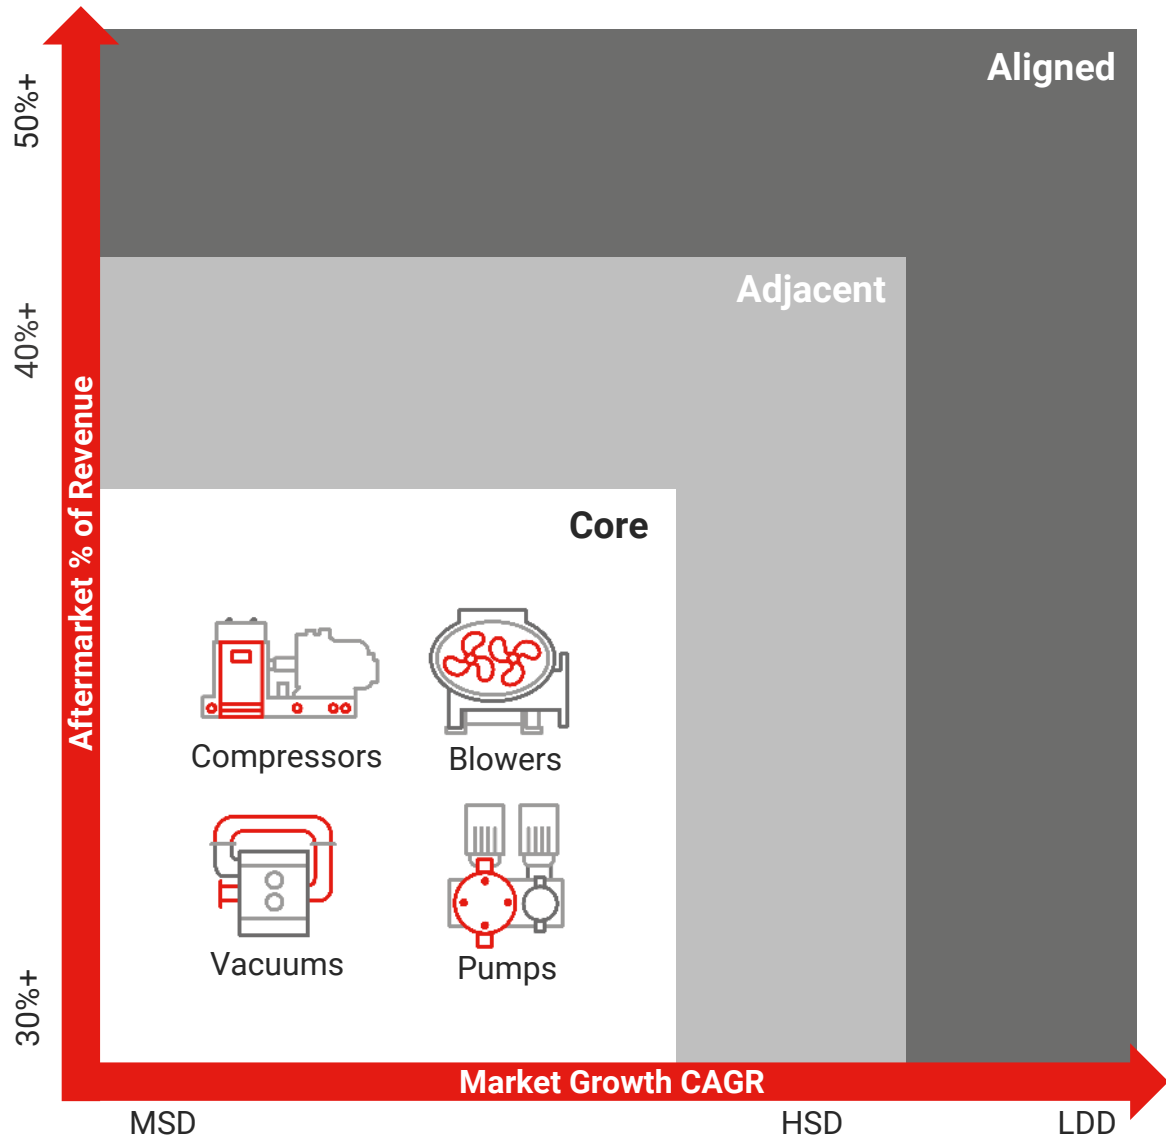 Aligned
50%+
Adjacent
40%+
Aftermarket % of Revenue
Core
Compressors
Blowers
Vacuums
Pumps
30%+
Market Growth CAGR
MSD
HSD
LDD